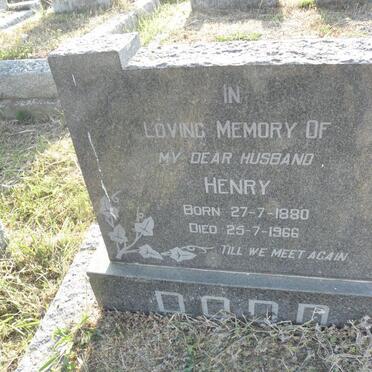 IN
LOVING MEMORY OF
MY DEAR HUSBAND
HENRY
BORN 27-7-1880
DIED 25-7-1966
TILL WE MEET AGAIN